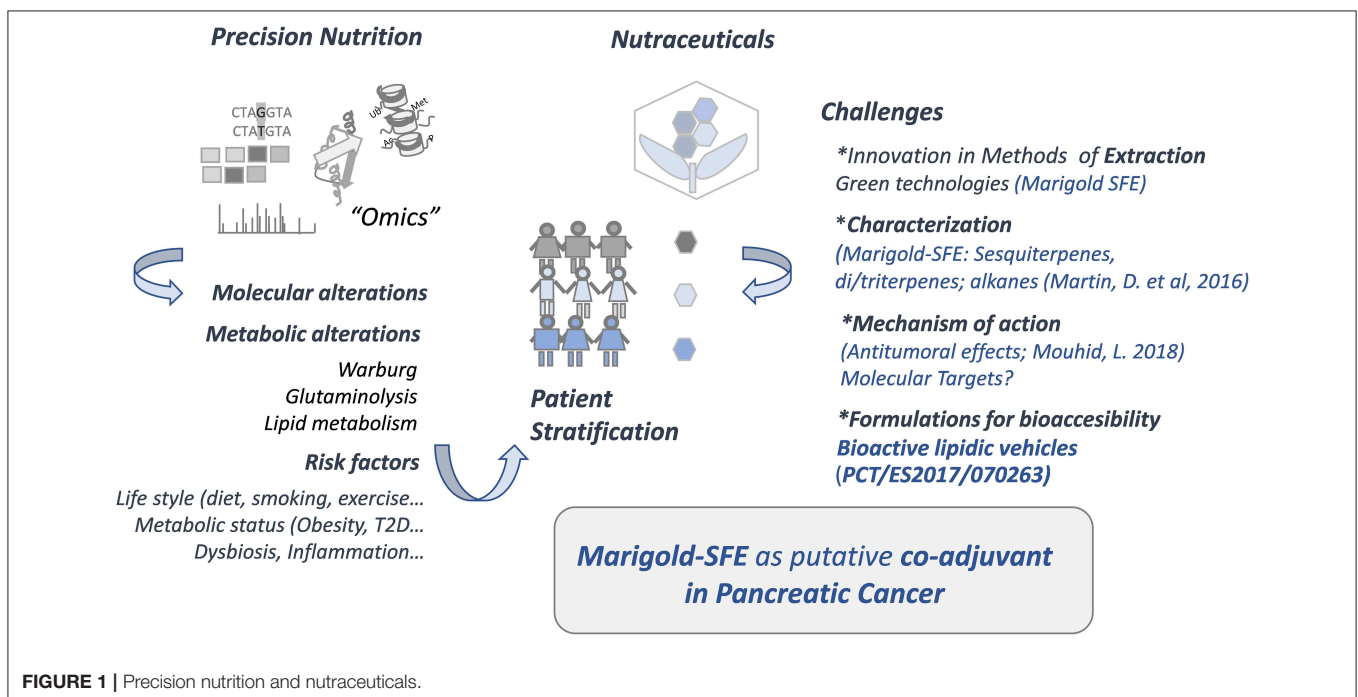 Precision Nutrition
CTAGGTA
CTATGTA
Ub
Met
Ac
P
“Omics”
Molecular alterations
Metabolic alterations
Warburg
Glutaminolysis
Lipid metabolism
Risk factors
Life style (diet, smoking, exercise…
Metabolic status (Obesity, T2D…
Dysbiosis, Inflammation…
Nutraceuticals
Patient
Stratification
Challenges
*Innovation in Methods of Extraction
Green technologies (Marigold SFE)
*Characterization
(Marigold-SFE: Sesquiterpenes,
di/triterpenes; alkanes (Martin, D. et al, 2016)
*Mechanism of action
(Antitumoral effects; Mouhid, L. 2018)
Molecular Targets?
*Formulations for bioaccesibility
Bioactive lipidic vehicles
(PCT/ES2017/070263)
Marigold-SFE as putative co-adjuvant
in Pancreatic Cancer
FIGURE 1 | Precision nutrition and nutraceuticals.